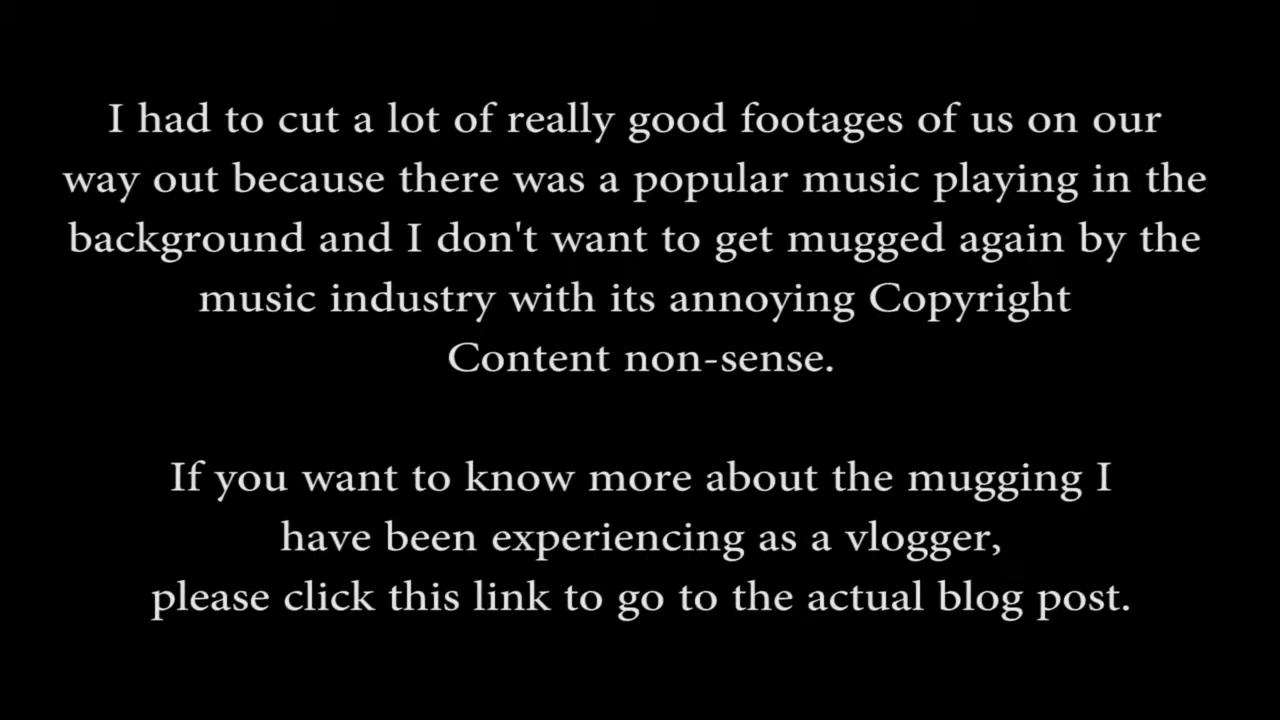 I had to cut a lot of really good footages of us on our
way out because there was a popular music playing in the
background and I don't want to get mugged again by the
music industry with its annoying Copyright
Content non-sense.
If you want to know more about the mugging I
have been experiencing as a vlogger,
please click this link to go to the actual blog post.